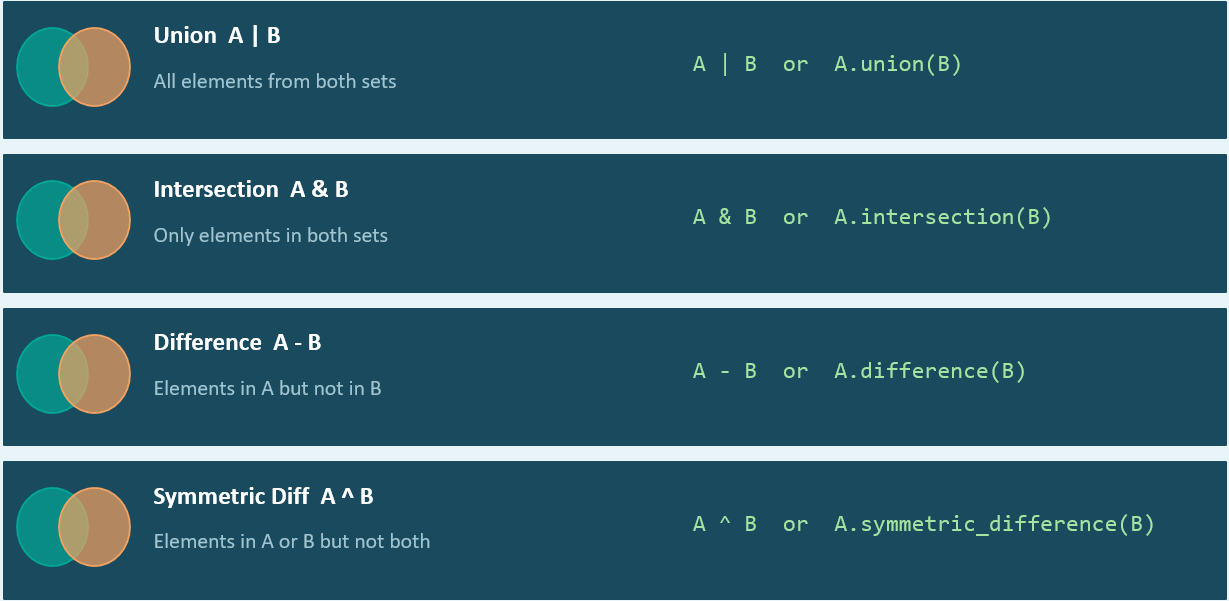 Union  A | B
All elements from both sets
A | B  or  A.union(B)
Intersection  A & B
Only elements in both sets
A & B  or  A.intersection(B)
Difference  A - B
Elements in A but not in B
A - B  or  A.difference(B)
Symmetric Diff  A ^ B
Elements in A or B but not both
A ^ B  or  A.symmetric_difference(B)